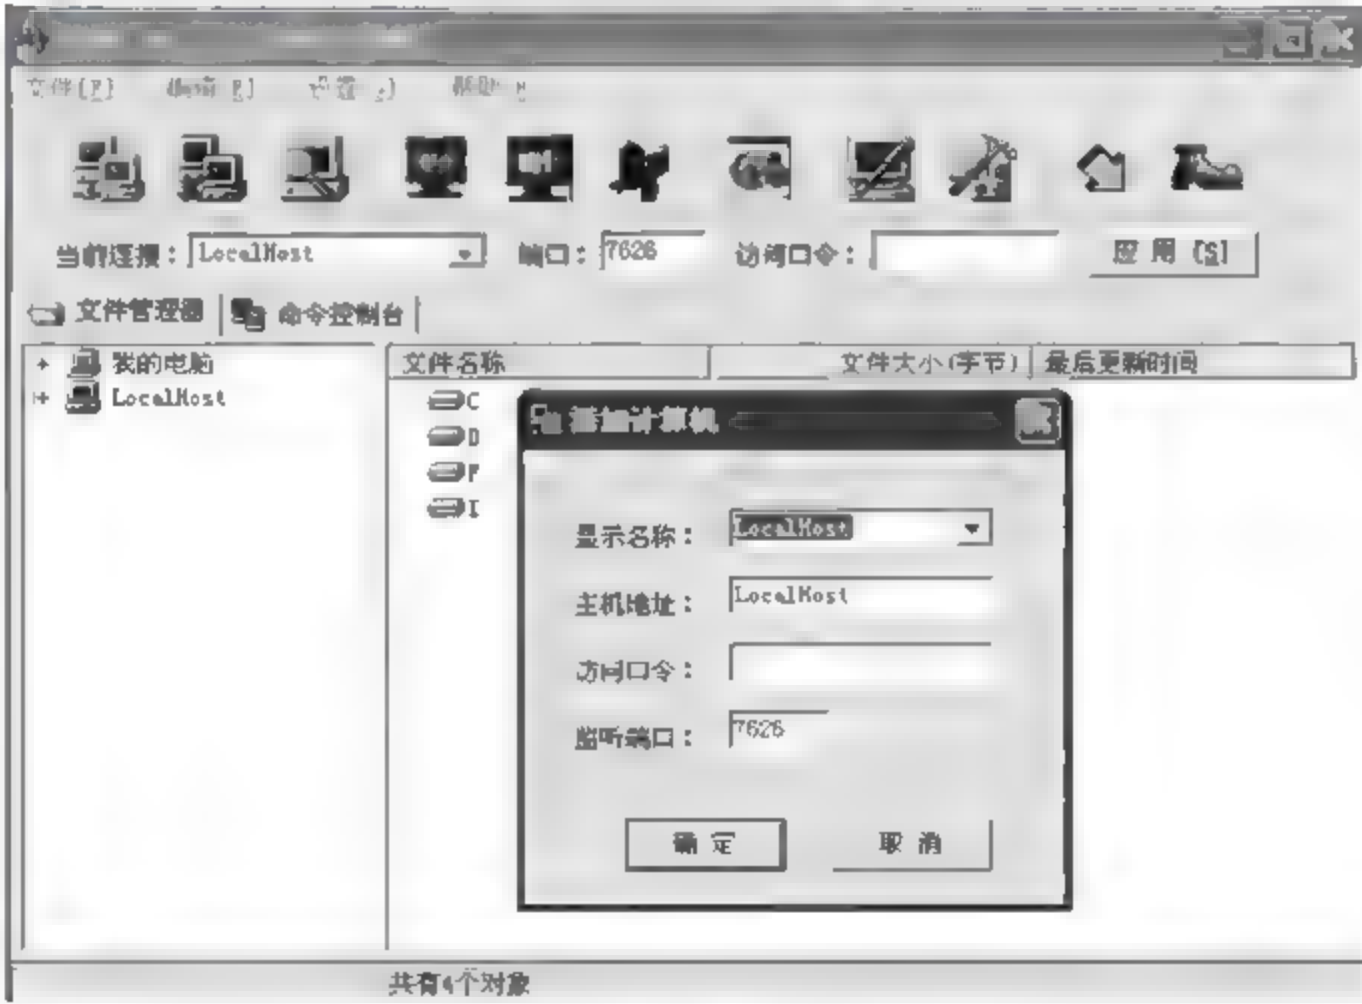 文件[F] 编辑[E] 设置[J] 帮助[H]
当前连接： LocalHost 端口： 7626 访问口令： 应 用 [S]
文件管理器 命令控制台
我的电脑 文件名称 文件大小(字节) 最后更新时间
LocalHost C
D
F
I
添加计算机
显示名称： LocalHost
主机地址： LocalHost
访问口令：
监听端口： 7626
确 定 取 消
共有4个对象